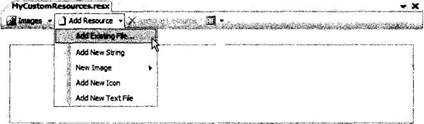 MyCustomResources.resx
Images
Add Resource
Add Existing File...
Add New String
New Image
Add New Icon
Add New Text File